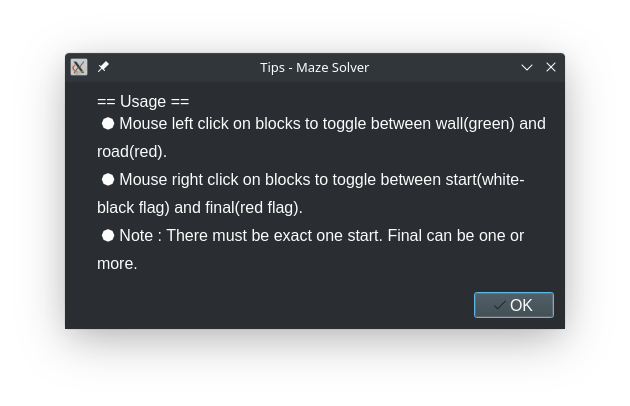 Tips - Maze Solver
== Usage ==
● Mouse left click on blocks to toggle between wall(green) and
road(red).
● Mouse right click on blocks to toggle between start(white-
black flag) and final(red flag).
● Note : There must be exact one start. Final can be one or
more.
OK